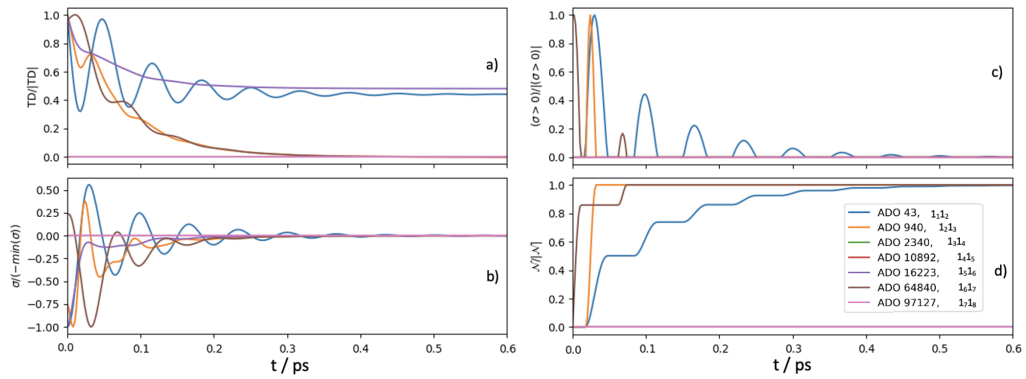 TD/|TD|
1.0
0.8
0.6
0.4
0.2
0.0
a)
σ/(−min(σ))
0.50
0.25
0.00
−0.25
−0.50
−0.75
−1.00
b)
0.0 0.1 0.2 0.3 0.4 0.5 0.6
t / ps
(σ > 0)/|(σ > 0)|
1.0
0.8
0.6
0.4
0.2
0.0
c)
𝒩/|𝒩|
1.0
0.8
0.6
0.4
0.2
0.0
ADO 43, 1₁1₂
ADO 940, 1₂1₃
ADO 2340, 1₃1₄
ADO 10892, 1₄1₅
ADO 16223, 1₅1₆
ADO 64840, 1₆1₇
ADO 97127, 1₇1₈
d)
0.0 0.1 0.2 0.3 0.4 0.5 0.6
t / ps